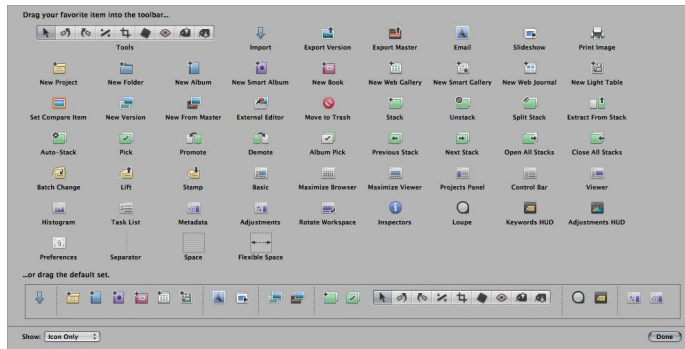 Drag your favorite item into the toolbar...
Tools Import Export Version Export Master Email Slideshow Print Image
New Project New Folder New Album New Smart Album New Book New Web Gallery New Smart Gallery New Web Journal New Light Table
Set Compare Item New Version New From Master External Editor Move to Trash Stack Unstack Split Stack Extract From Stack
Auto-Stack Pick Promote Demote Album Pick Previous Stack Next Stack Open All Stacks Close All Stacks
Batch Change Lift Stamp Basic Maximize Browser Maximize Viewer Projects Panel Control Bar Viewer
Histogram Task List Metadata Adjustments Rotate Workspace Inspectors Loupe Keywords HUD Adjustments HUD
Preferences Separator Space Flexible Space
...or drag the default set.
Show: Icon Only Done